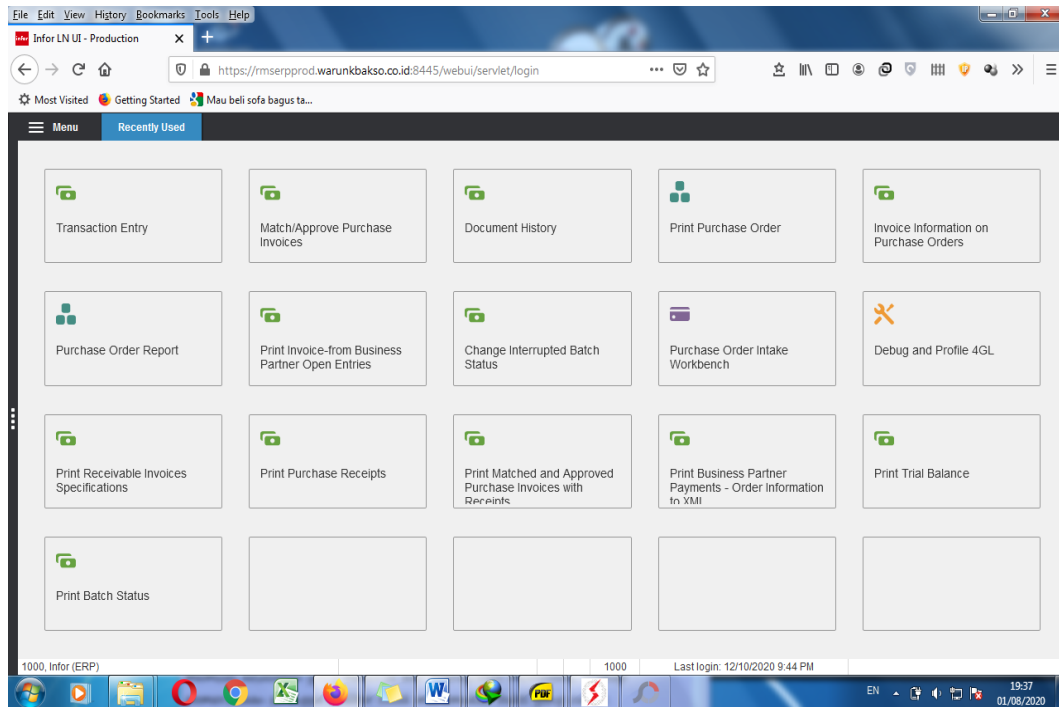 File Edit View History Bookmarks Tools Help
infor Infor LN UI - Production
https://rmserpprod.warunkbakso.co.id:8445/webui/servlet/login
Most Visited Getting Started Mau beli sofa bagus ta...
Menu Recently Used
Transaction Entry
Match/Approve Purchase
Invoices
Document History
Print Purchase Order
Invoice Information on
Purchase Orders
Purchase Order Report
Print Invoice-from Business
Partner Open Entries
Change Interrupted Batch
Status
Purchase Order Intake
Workbench
Debug and Profile 4GL
Print Receivable Invoices
Specifications
Print Purchase Receipts
Print Matched and Approved
Purchase Invoices with
Receipts
Print Business Partner
Payments - Order Information
to XML
Print Trial Balance
Print Batch Status
1000, Infor (ERP) 1000 Last login: 12/10/2020 9:44 PM
PDF EN 19:37
01/08/2020